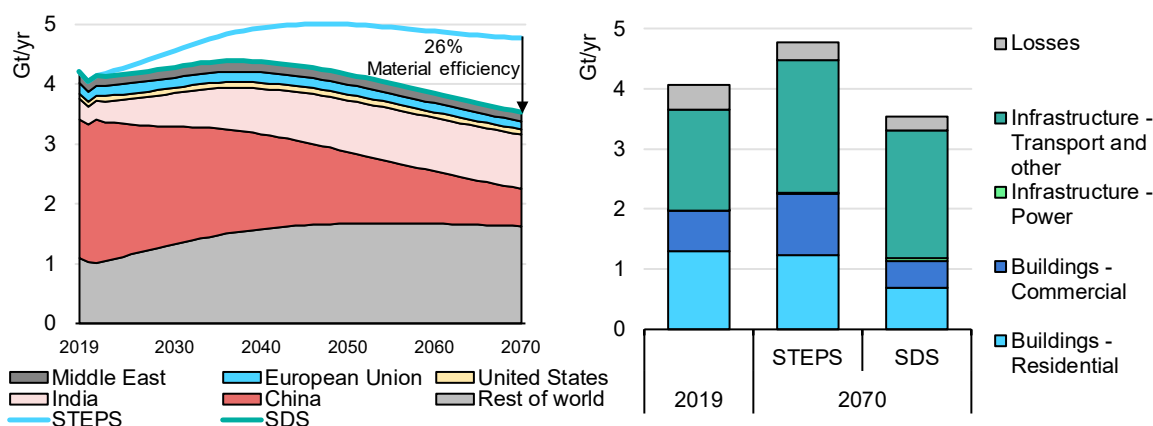 Gt/yr
5
4
3
2
1
0
26%
Material efficiency
2019
2030
2040
2050
2060
2070
Middle East
European Union
United States
India
China
Rest of world
STEPS
SDS
Gt/yr
5
4
3
2
1
0
STEPS
SDS
2019
2070
Losses
Infrastructure -
Transport and
other
Infrastructure -
Power
Buildings -
Commercial
Buildings -
Residential